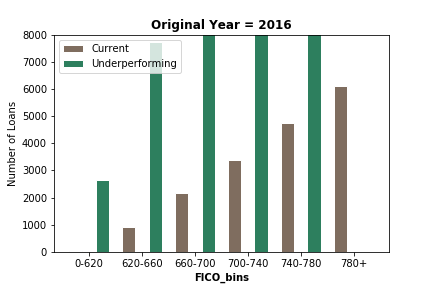 Original Year = 2016
Current
Underperforming
Number of Loans
8000
7000
6000
5000
4000
3000
2000
1000
0
0-620 620-660 660-700 700-740 740-780 780+
FICO_bins